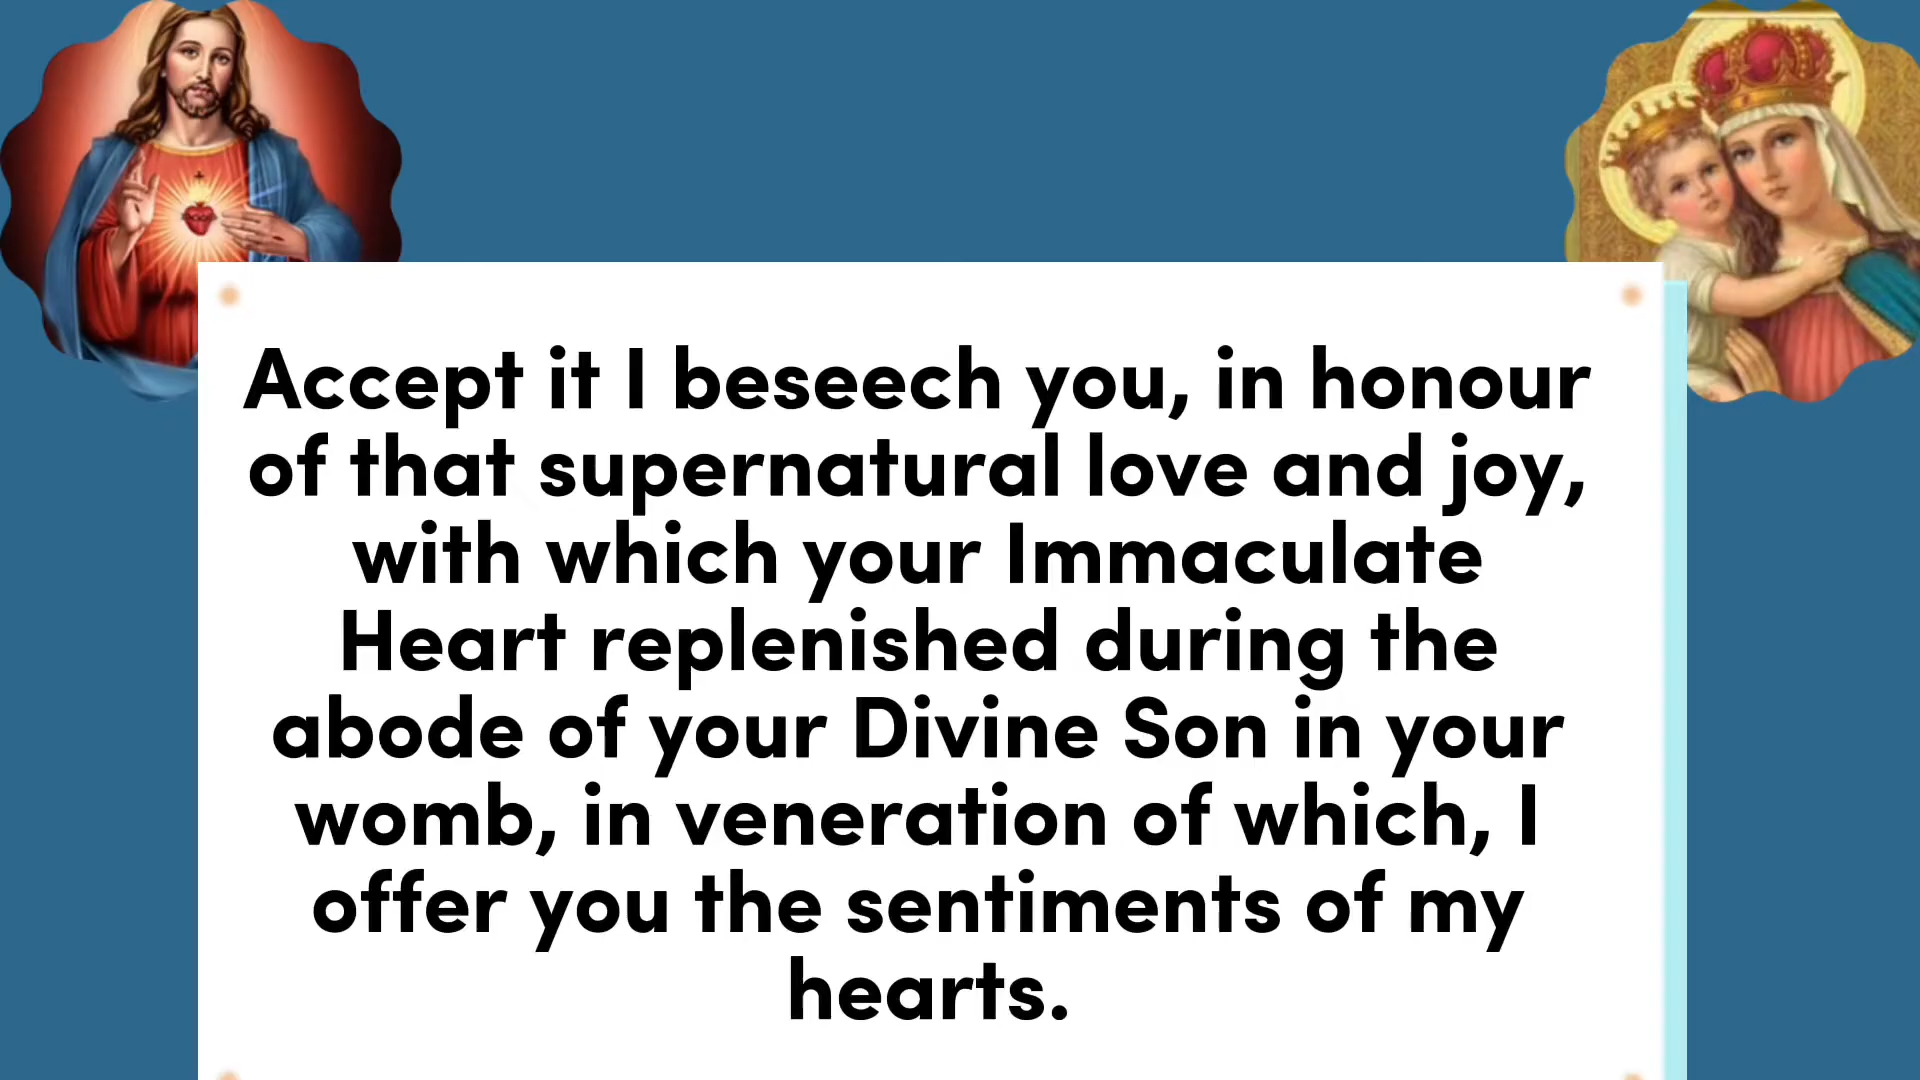 Accept it I beseech you, in honour
of that supernatural love and joy,
with which your Immaculate
Heart replenished during the
abode of your Divine Son in your
womb, in veneration of which, I
offer you the sentiments of my
hearts.